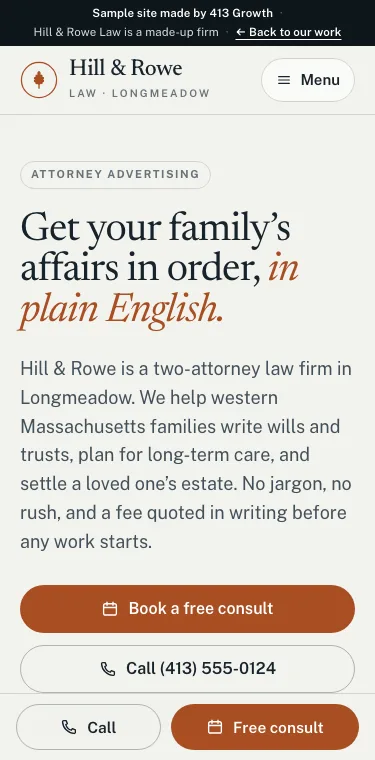 Sample site made by 413 Growth ·
Hill & Rowe Law is a made-up firm · ← Back to our work
Hill & Rowe
LAW · LONGMEADOW
Menu
ATTORNEY ADVERTISING
Get your family’s
affairs in order, in
plain English.
Hill & Rowe is a two-attorney law firm in
Longmeadow. We help western
Massachusetts families write wills and
trusts, plan for long-term care, and
settle a loved one’s estate. No jargon, no
rush, and a fee quoted in writing before
any work starts.
Book a free consult
Call (413) 555-0124
Call
Free consult